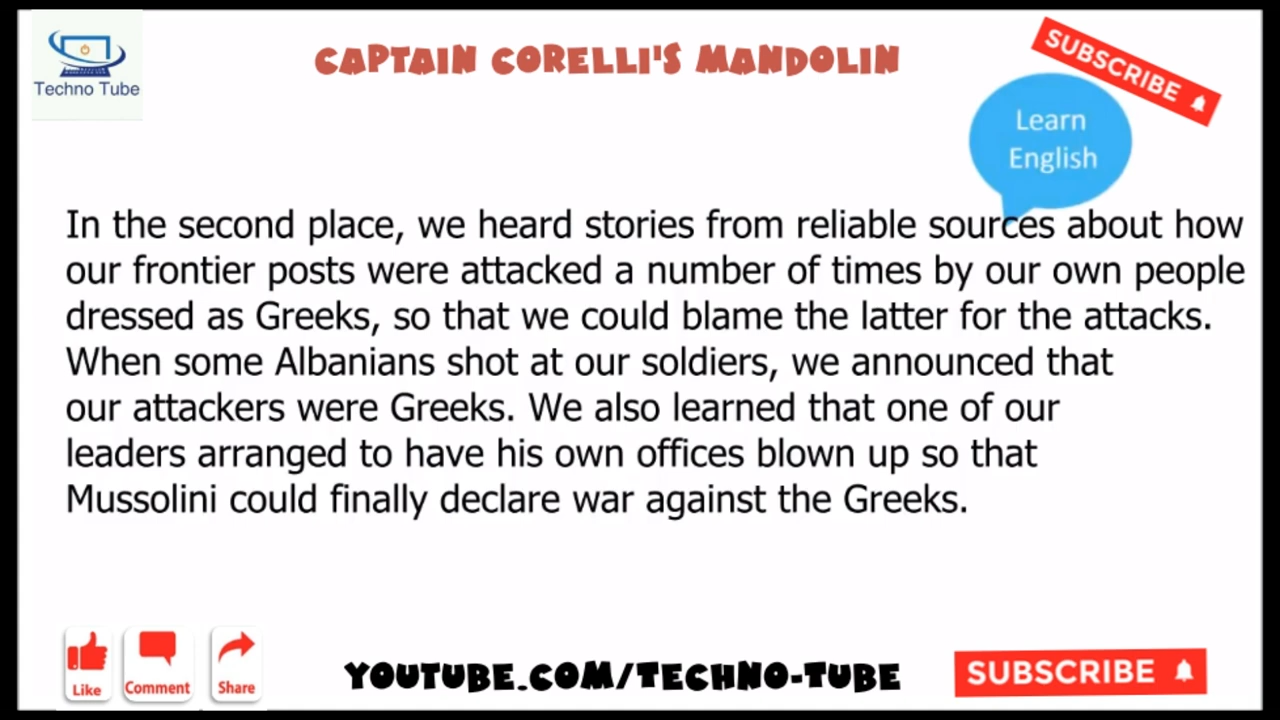 CAPTAIN CORELLI'S MANDOLIN
SUBSCRIBE
Techno Tube
Learn
English
In the second place, we heard stories from reliable sources about how
our frontier posts were attacked a number of times by our own people
dressed as Greeks, so that we could blame the latter for the attacks.
When some Albanians shot at our soldiers, we announced that
our attackers were Greeks. We also learned that one of our
leaders arranged to have his own offices blown up so that
Mussolini could finally declare war against the Greeks.
Like
Comment
Share
YOUTUBE.COM/TECHNO-TUBE
SUBSCRIBE